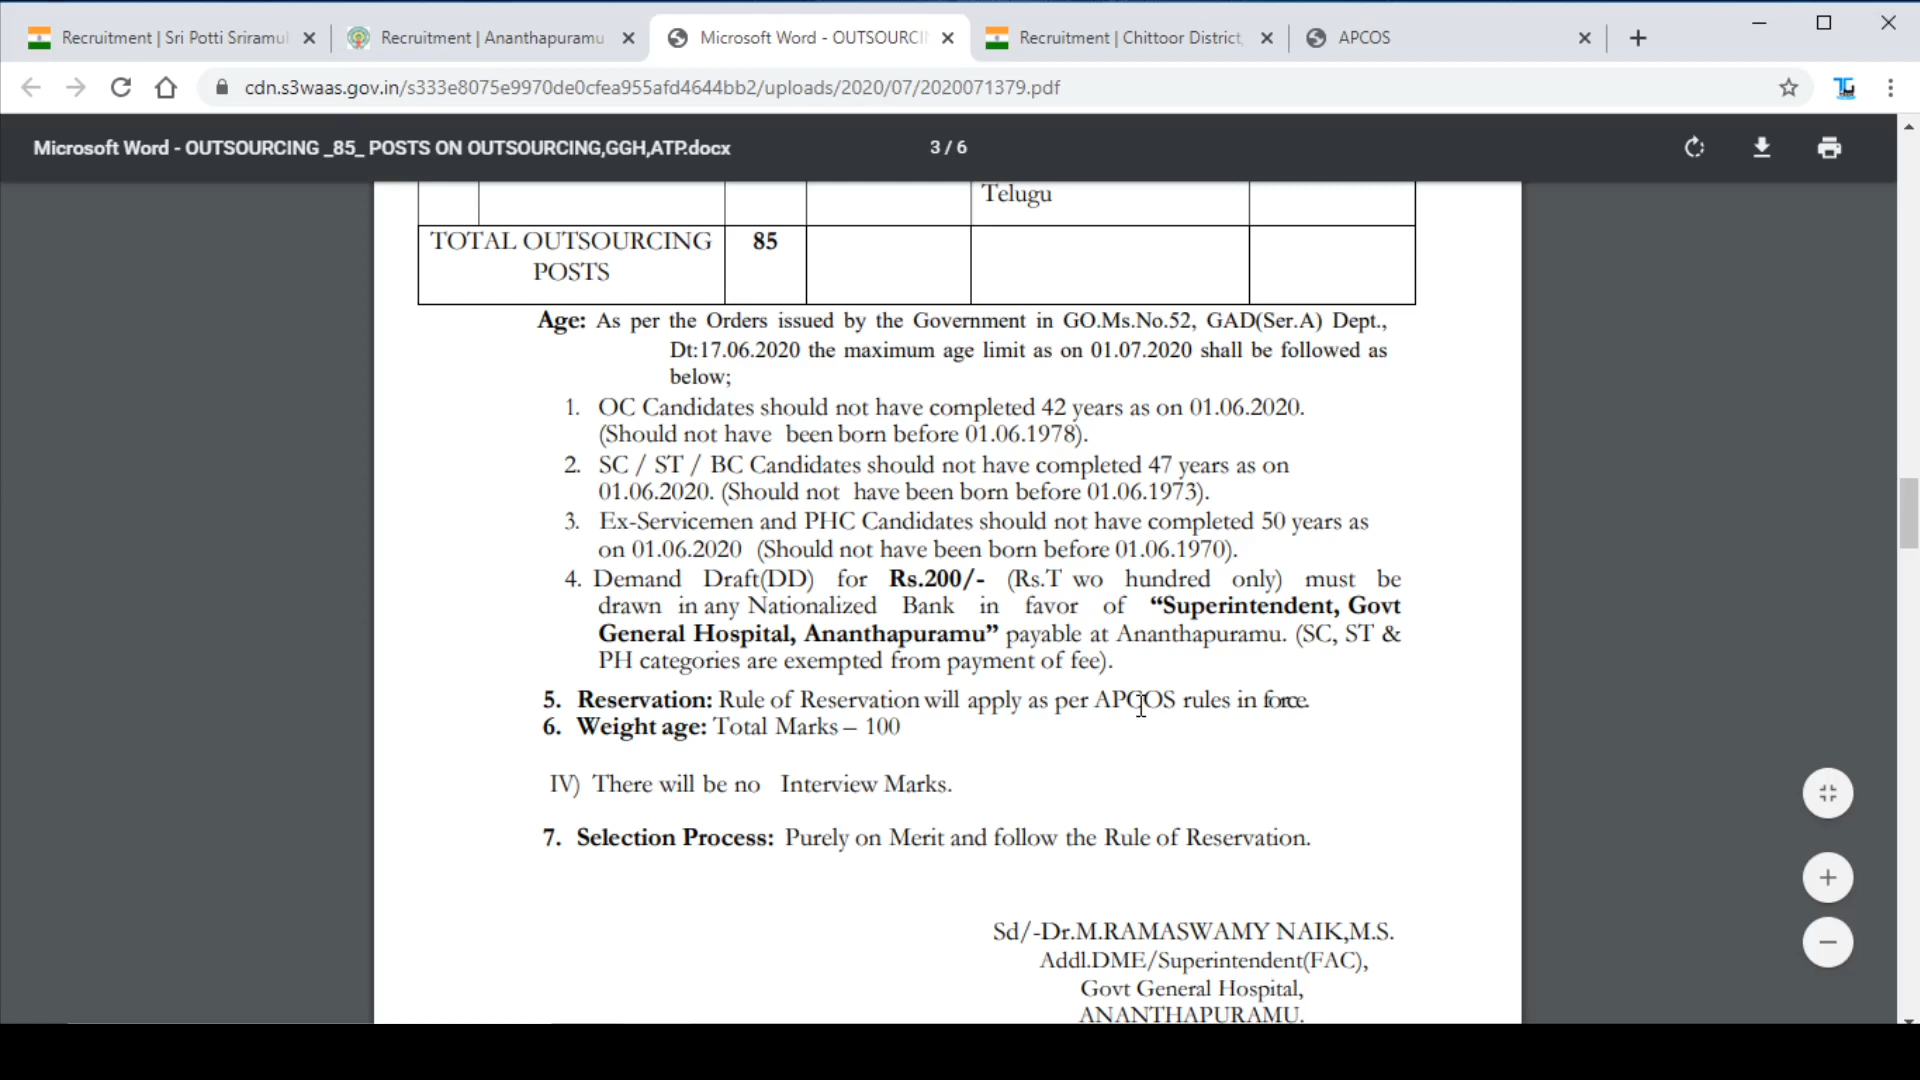 Recruitment | Sri Potti Sriramul
Recruitment | Ananthapuramu
Microsoft Word - OUTSOURCI
Recruitment | Chittoor District,
APCOS
cdn.s3waas.gov.in/s333e8075e9970de0cfea955afd4644bb2/uploads/2020/07/2020071379.pdf
Microsoft Word - OUTSOURCING _85_ POSTS ON OUTSOURCING,GGH,ATP.docx
3 / 6
Telugu
TOTAL OUTSOURCING 85
POSTS
Age: As per the Orders issued by the Government in GO.Ms.No.52, GAD(Ser.A) Dept.,
Dt:17.06.2020 the maximum age limit as on 01.07.2020 shall be followed as
below;
1. OC Candidates should not have completed 42 years as on 01.06.2020.
(Should not have been born before 01.06.1978).
2. SC / ST / BC Candidates should not have completed 47 years as on
01.06.2020. (Should not have been born before 01.06.1973).
3. Ex-Servicemen and PHC Candidates should not have completed 50 years as
on 01.06.2020 (Should not have been born before 01.06.1970).
4. Demand Draft(DD) for Rs.200/- (Rs.T wo hundred only) must be
drawn in any Nationalized Bank in favor of “Superintendent, Govt
General Hospital, Ananthapuramu” payable at Ananthapuramu. (SC, ST &
PH categories are exempted from payment of fee).
5. Reservation: Rule of Reservation will apply as per APCOS rules in force.
6. Weight age: Total Marks – 100
IV) There will be no Interview Marks.
7. Selection Process: Purely on Merit and follow the Rule of Reservation.
Sd/-Dr.M.RAMASWAMY NAIK,M.S.
Addl.DME/Superintendent(FAC),
Govt General Hospital,
ANANTHAPURAMU.